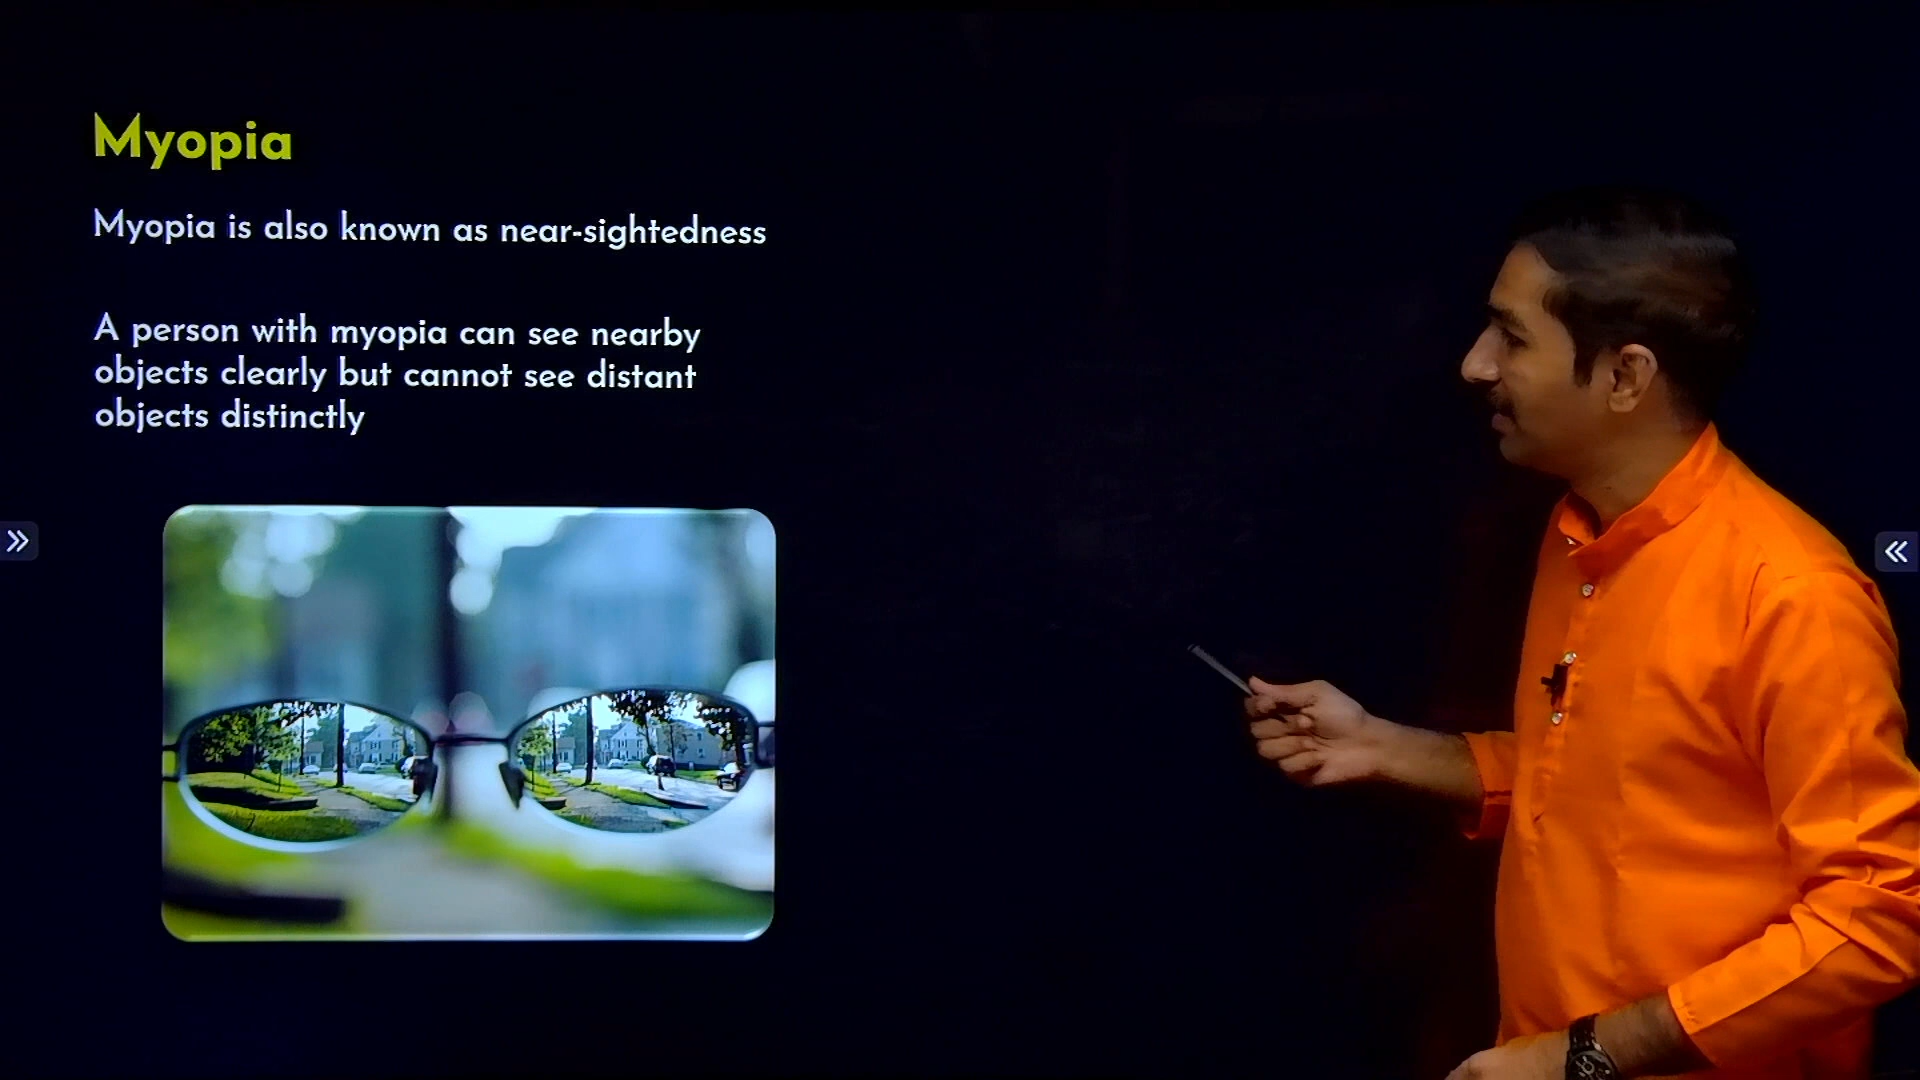 Myopia
Myopia is also known as near-sightedness
A person with myopia can see nearby
objects clearly but cannot see distant
objects distinctly